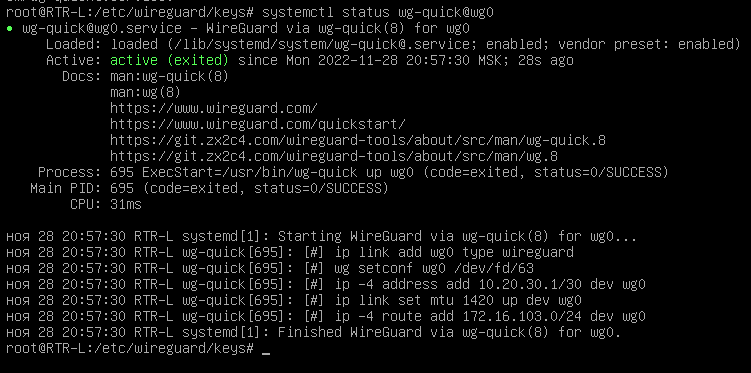 root@RTR-L:/etc/wireguard/keys# systemctl status wg-quick@wg0
● wg-quick@wg0.service - WireGuard via wg-quick(8) for wg0
Loaded: loaded (/lib/systemd/system/wg-quick@.service; enabled; vendor preset: enabled)
Active: active (exited) since Mon 2022-11-28 20:57:30 MSK; 28s ago
Docs: man:wg-quick(8)
man:wg(8)
https://www.wireguard.com/
https://www.wireguard.com/quickstart/
https://git.zx2c4.com/wireguard-tools/about/src/man/wg-quick.8
https://git.zx2c4.com/wireguard-tools/about/src/man/wg.8
Process: 695 ExecStart=/usr/bin/wg-quick up wg0 (code=exited, status=0/SUCCESS)
Main PID: 695 (code=exited, status=0/SUCCESS)
CPU: 31ms
ноя 28 20:57:30 RTR-L systemd[1]: Starting WireGuard via wg-quick(8) for wg0...
ноя 28 20:57:30 RTR-L wg-quick[695]: [#] ip link add wg0 type wireguard
ноя 28 20:57:30 RTR-L wg-quick[695]: [#] wg setconf wg0 /dev/fd/63
ноя 28 20:57:30 RTR-L wg-quick[695]: [#] ip -4 address add 10.20.30.1/30 dev wg0
ноя 28 20:57:30 RTR-L wg-quick[695]: [#] ip link set mtu 1420 up dev wg0
ноя 28 20:57:30 RTR-L wg-quick[695]: [#] ip -4 route add 172.16.103.0/24 dev wg0
ноя 28 20:57:30 RTR-L systemd[1]: Finished WireGuard via wg-quick(8) for wg0.
root@RTR-L:/etc/wireguard/keys# _